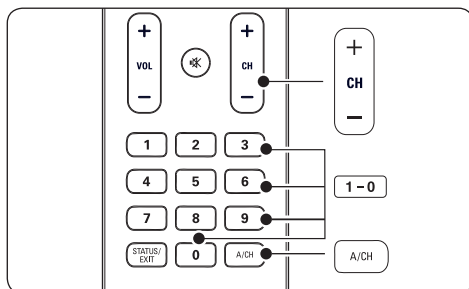 + + +
VOL CH CH
− − −
1 2 3
4 5 6 1 – 0
7 8 9
STATUS/
EXIT 0 A/CH A/CH